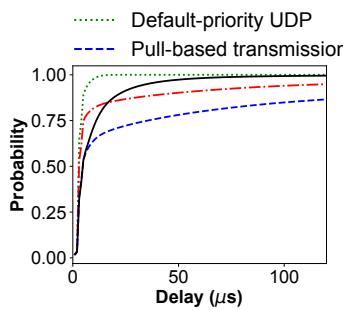 Default-priority UDP
Pull-based transmission
1.00
0.75
0.50
0.25
0.00
Probability
0
50
100
Delay (μs)